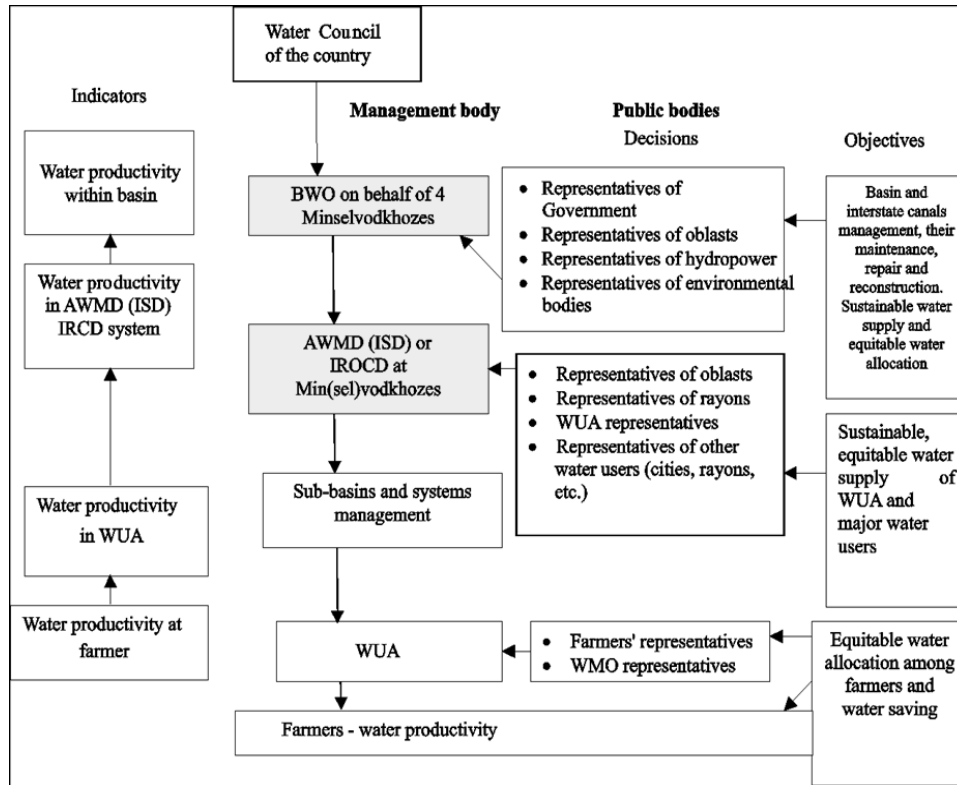 Water Council
of the country
Indicators
Management body
Public bodies
Decisions
Objectives
Water productivity
within basin
BWO on behalf of 4
Minselvodkhozes
• Representatives of
Government
• Representatives of oblasts
• Representatives of hydropower
• Representatives of environmental
bodies
Basin and
interstate canals
management, their
maintenance,
repair and
reconstruction.
Sustainable water
supply and
equitable water
allocation
Water productivity
in AWMD (ISD)
IRCD system
AWMD (ISD) or
IROCD at
Min(sel)vodkhozes
• Representatives of oblasts
• Representatives of rayons
• WUA representatives
• Representatives of other
water users (cities, rayons,
etc.)
Sustainable,
equitable water
supply of
WUA and
major water
users
Sub-basins and systems
management
Water productivity
in WUA
Water productivity at
farmer
WUA
• Farmers' representatives
• WMO representatives
Equitable water
allocation among
farmers and
water saving
Farmers - water productivity